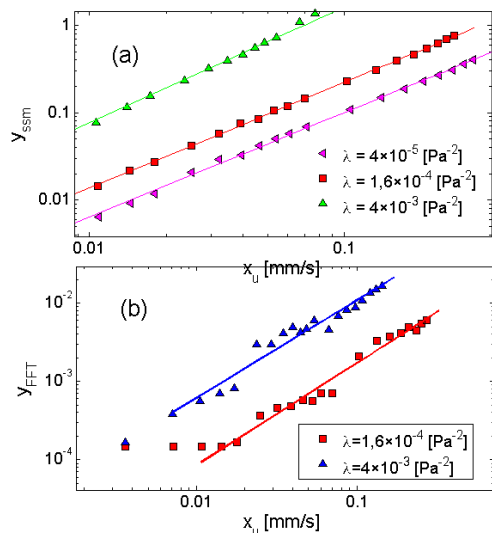 1
(a)
0.1
y_ssm
0.01
λ = 4×10⁻⁵ [Pa⁻²]
λ = 1,6×10⁻⁴ [Pa⁻²]
λ = 4×10⁻³ [Pa⁻²]
0.01 0.1
x_u [mm/s]
(b)
10⁻²
y_FFT
10⁻³
10⁻⁴
λ=1,6×10⁻⁴ [Pa⁻²]
λ=4×10⁻³ [Pa⁻²]
0.01 0.1
x_u [mm/s]